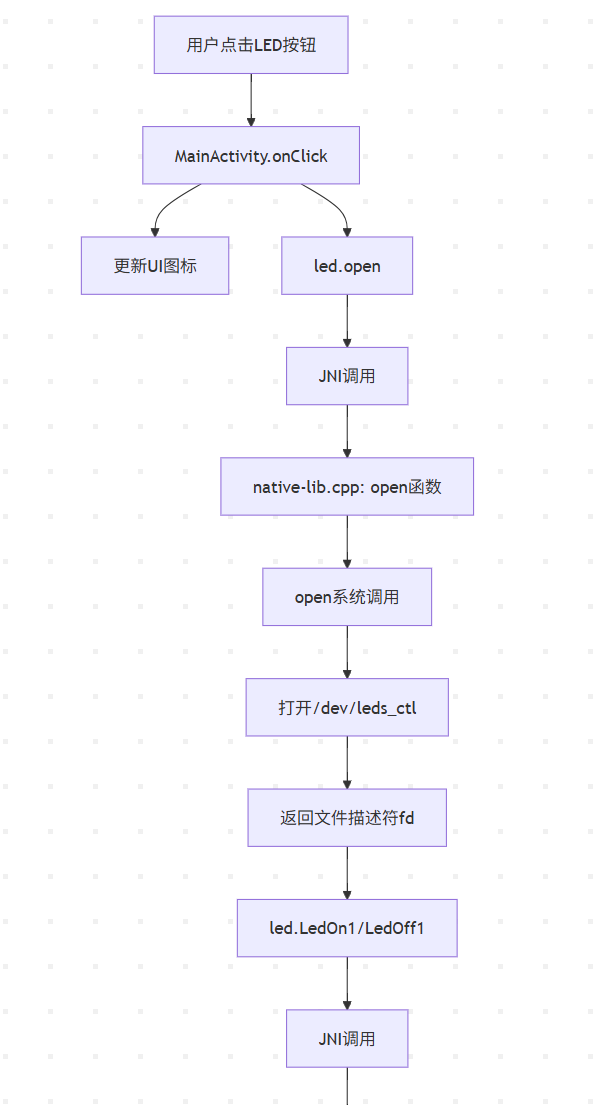 用户点击LED按钮
MainActivity.onClick
更新UI图标
led.open
JNI调用
native-lib.cpp: open函数
open系统调用
打开/dev/leds_ctl
返回文件描述符fd
led.LedOn1/LedOff1
JNI调用